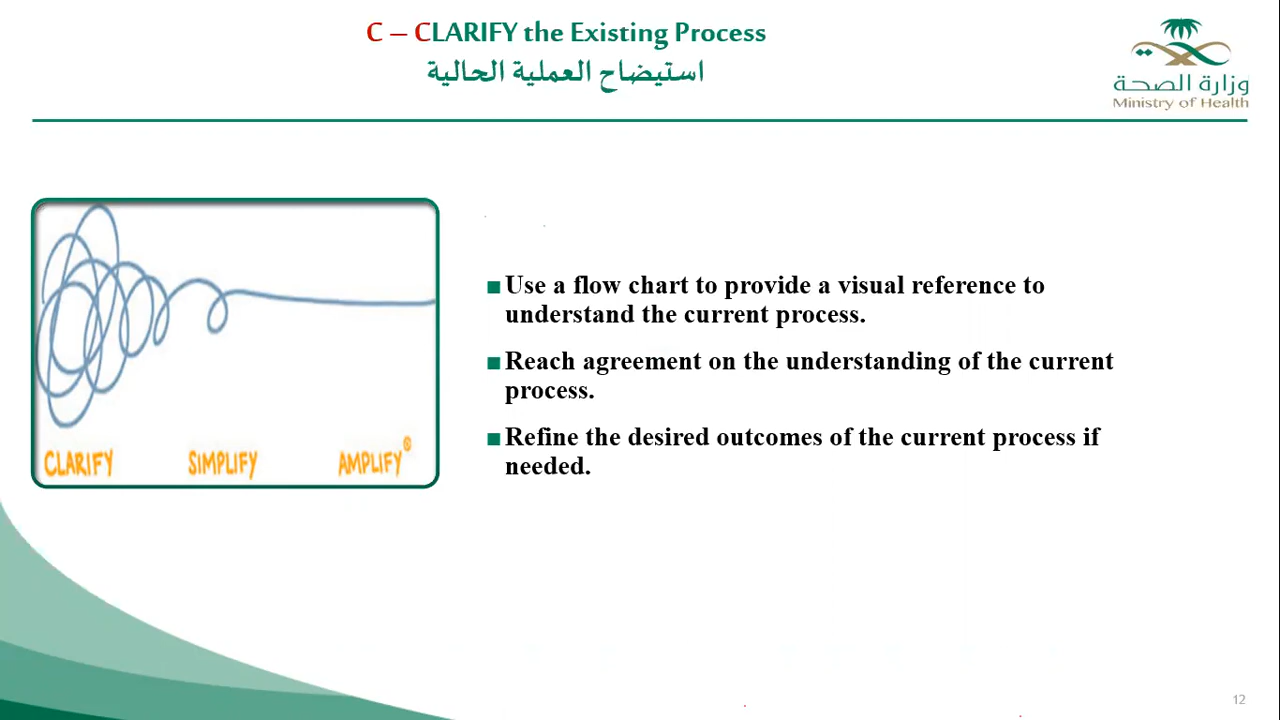 C – CLARIFY the Existing Process
استيضاح العملية الحالية
وزارة الصحة
Ministry of Health
CLARIFY SIMPLIFY AMPLIFY®
■ Use a flow chart to provide a visual reference to
understand the current process.
■ Reach agreement on the understanding of the current
process.
■ Refine the desired outcomes of the current process if
needed.
12